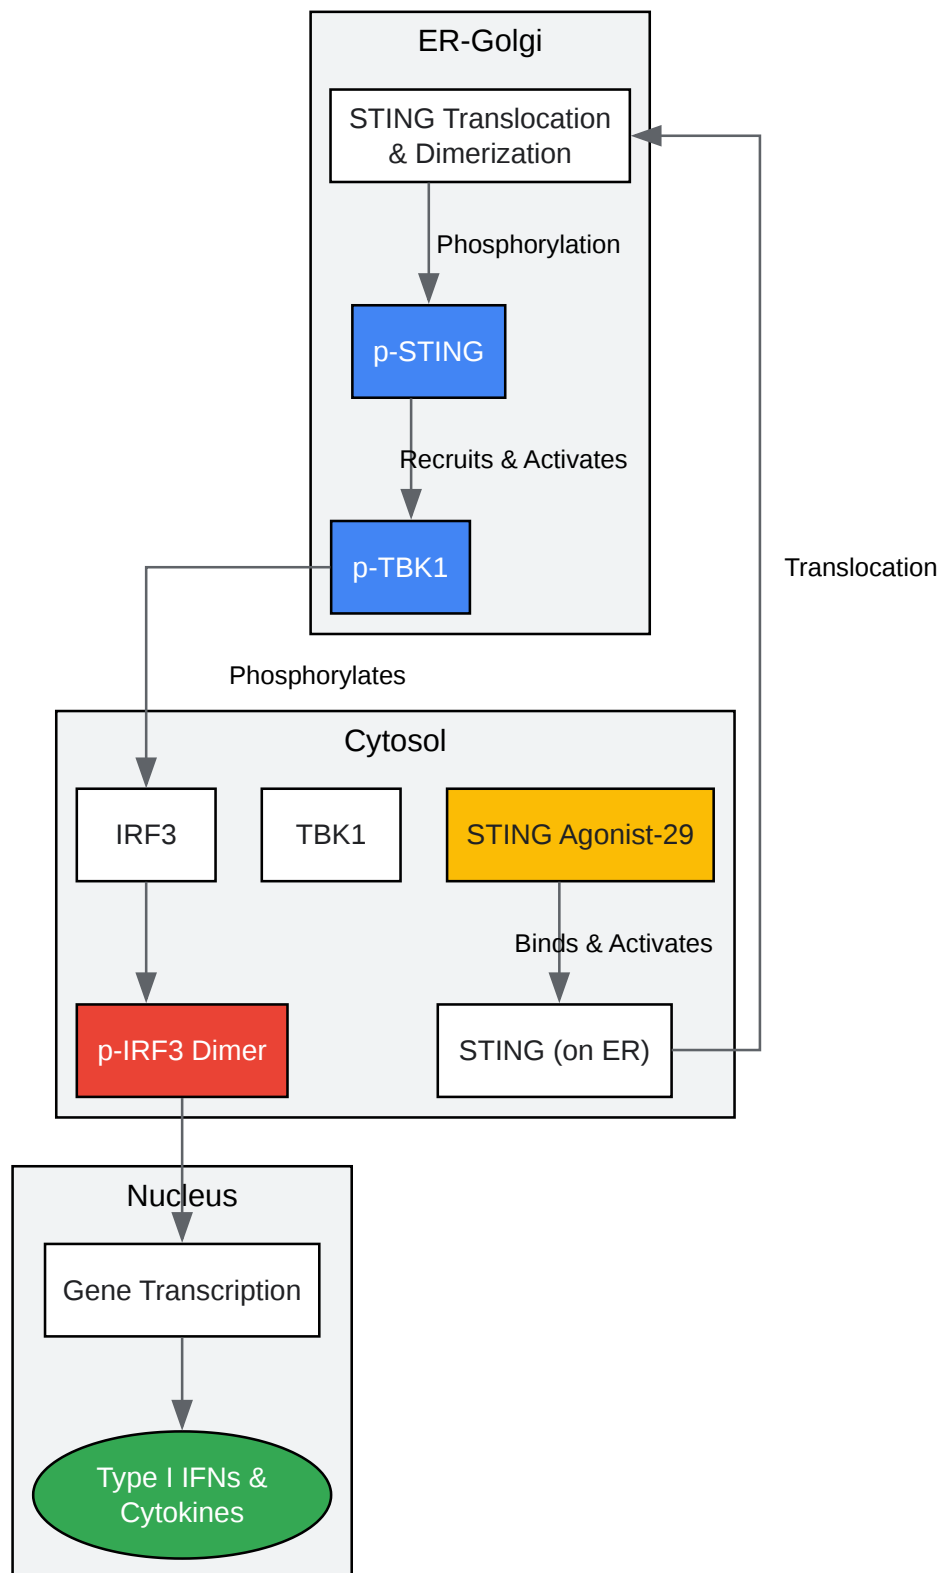 ER-Golgi
STING Translocation
& Dimerization
Phosphorylation
p-STING
Recruits & Activates
p-TBK1
Translocation
Phosphorylates
Cytosol
IRF3
TBK1
STING Agonist-29
Binds & Activates
p-IRF3 Dimer
STING (on ER)
Nucleus
Gene Transcription
Type I IFNs &
Cytokines